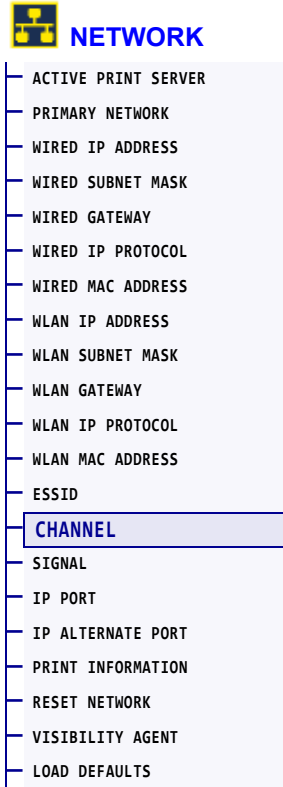 NETWORK
ACTIVE PRINT SERVER
PRIMARY NETWORK
WIRED IP ADDRESS
WIRED SUBNET MASK
WIRED GATEWAY
WIRED IP PROTOCOL
WIRED MAC ADDRESS
WLAN IP ADDRESS
WLAN SUBNET MASK
WLAN GATEWAY
WLAN IP PROTOCOL
WLAN MAC ADDRESS
ESSID
CHANNEL
SIGNAL
IP PORT
IP ALTERNATE PORT
PRINT INFORMATION
RESET NETWORK
VISIBILITY AGENT
LOAD DEFAULTS